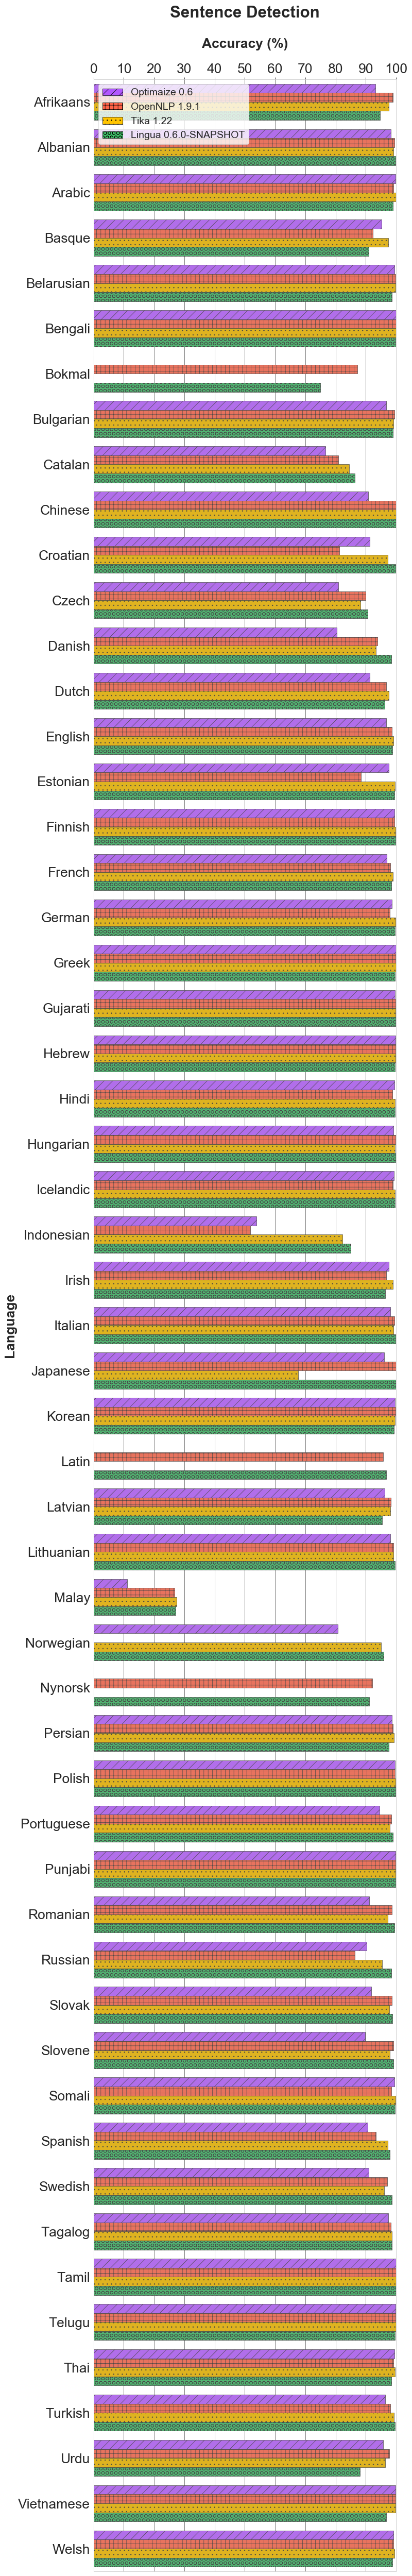 Sentence Detection
Accuracy (%)
0 10 20 30 40 50 60 70 80 90 100
Optimaize 0.6
OpenNLP 1.9.1
Tika 1.22
Lingua 0.6.0-SNAPSHOT
Language
Afrikaans
Albanian
Arabic
Basque
Belarusian
Bengali
Bokmal
Bulgarian
Catalan
Chinese
Croatian
Czech
Danish
Dutch
English
Estonian
Finnish
French
German
Greek
Gujarati
Hebrew
Hindi
Hungarian
Icelandic
Indonesian
Irish
Italian
Japanese
Korean
Latin
Latvian
Lithuanian
Malay
Norwegian
Nynorsk
Persian
Polish
Portuguese
Punjabi
Romanian
Russian
Slovak
Slovene
Somali
Spanish
Swedish
Tagalog
Tamil
Telugu
Thai
Turkish
Urdu
Vietnamese
Welsh